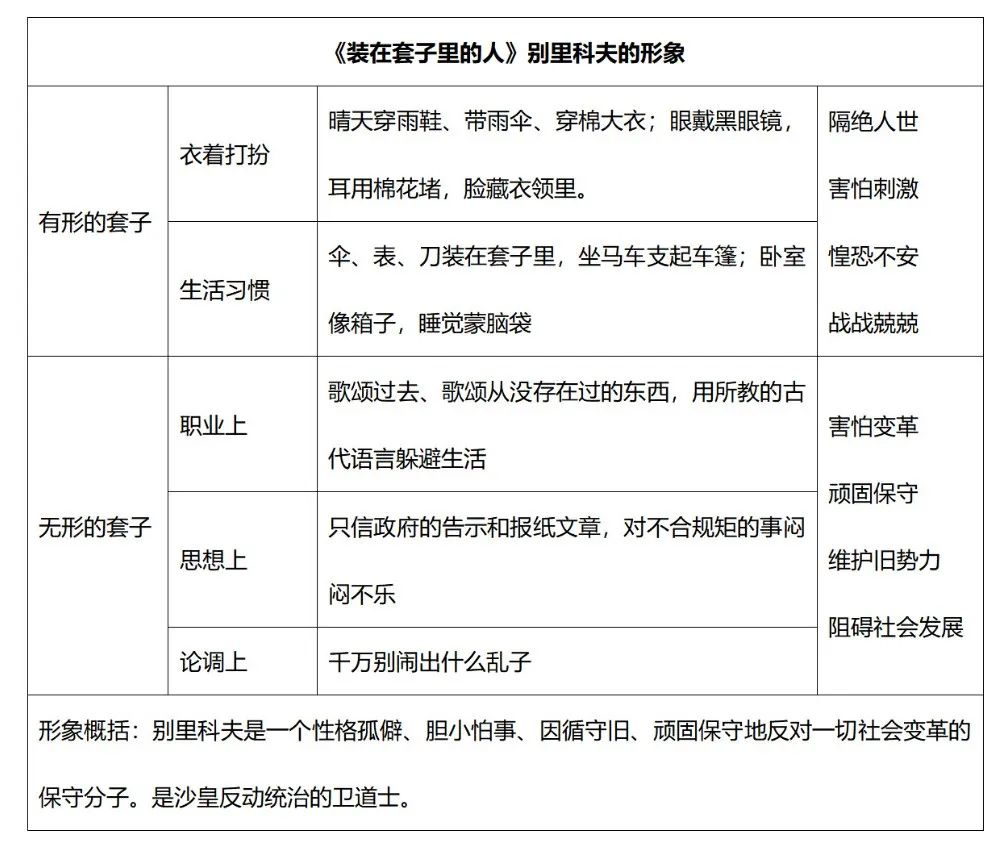 《装在套子里的人》别里科夫的形象
有形的套子
衣着打扮
晴天穿雨鞋、带雨伞、穿棉大衣；眼戴黑眼镜，
耳用棉花堵，脸藏衣领里。
生活习惯
伞、表、刀装在套子里，坐马车支起车篷；卧室
像箱子，睡觉蒙脑袋
隔绝人世
害怕刺激
惶恐不安
战战兢兢
无形的套子
职业上
歌颂过去、歌颂从没存在过的东西，用所教的古
代语言躲避生活
思想上
只信政府的告示和报纸文章，对不合规矩的事闷
闷不乐
论调上
千万别闹出什么乱子
害怕变革
顽固保守
维护旧势力
阻碍社会发展
形象概括：别里科夫是一个性格孤僻、胆小怕事、因循守旧、顽固保守地反对一切社会变革的
保守分子。是沙皇反动统治的卫道士。